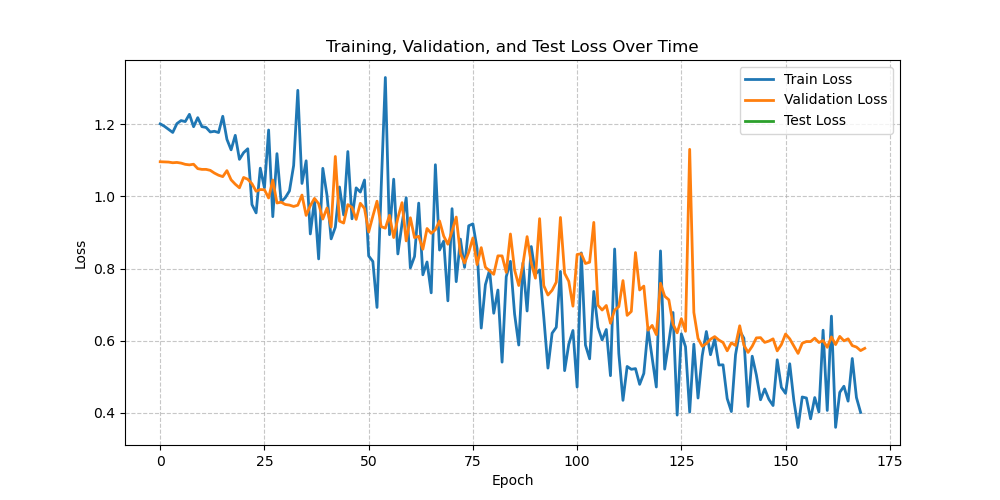 Training, Validation, and Test Loss Over Time
Train Loss
Validation Loss
Test Loss
Loss
1.2
1.0
0.8
0.6
0.4
0 25 50 75 100 125 150 175
Epoch